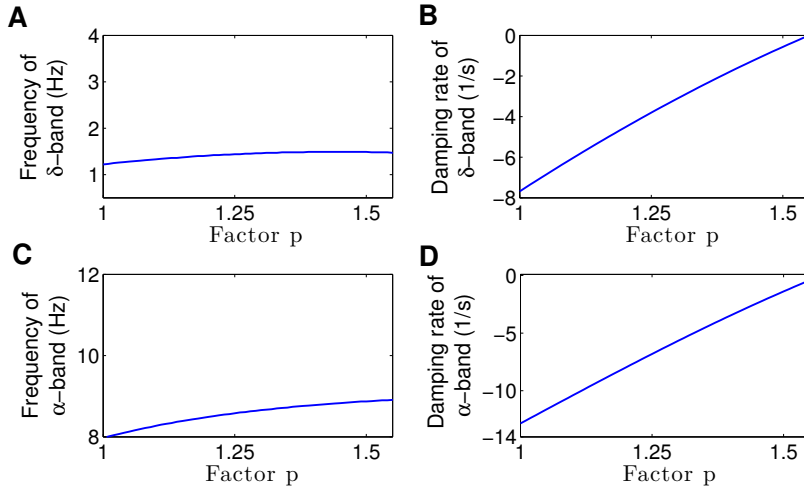 A
Frequency of
δ−band (Hz)
4
3
2
1
1
1.25
1.5
Factor p
B
Damping rate of
δ−band (1/s)
0
−2
−4
−6
−8
1
1.25
1.5
Factor p
C
Frequency of
α−band (Hz)
12
10
8
1
1.25
1.5
Factor p
D
Damping rate of
α−band (1/s)
0
−5
−10
−14
1
1.25
1.5
Factor p